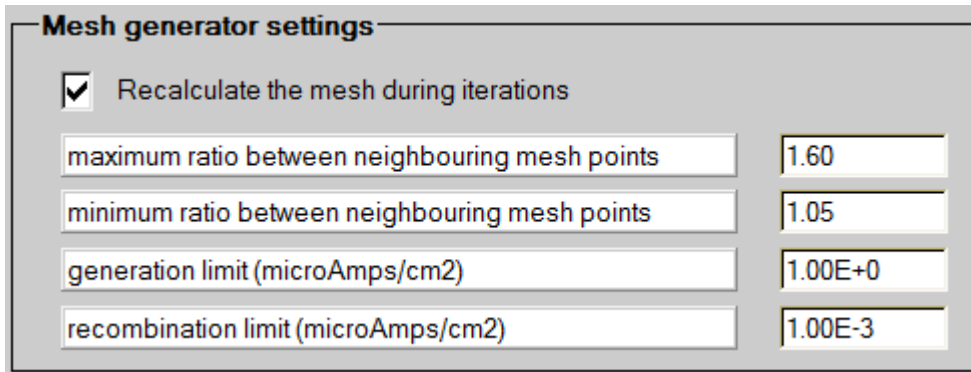 Mesh generator settings
Recalculate the mesh during iterations
maximum ratio between neighbouring mesh points 1.60
minimum ratio between neighbouring mesh points 1.05
generation limit (microAmps/cm2) 1.00E+0
recombination limit (microAmps/cm2) 1.00E-3